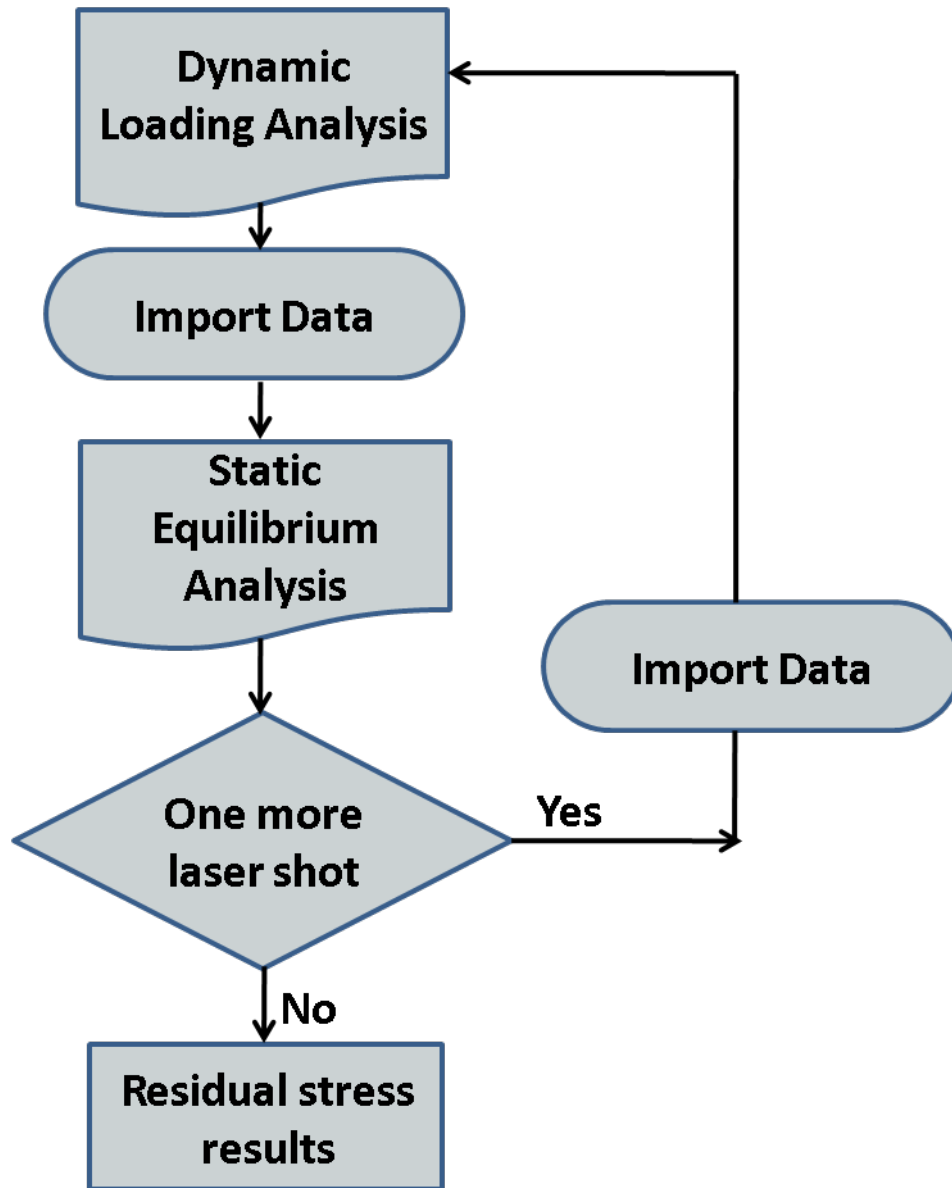 Dynamic
Loading Analysis
Import Data
Static
Equilibrium
Analysis
Import Data
One more
laser shot
Yes
No
Residual stress
results